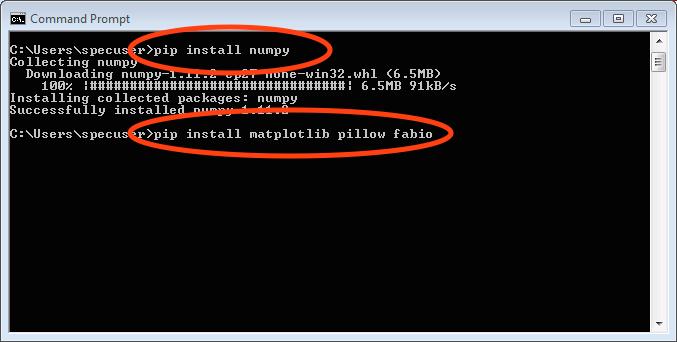 Command Prompt
C:\Users\specuser>pip install numpy
Collecting numpy
Downloading numpy-1.11.2-cp27-none-win32.whl (6.5MB)
100% |################################| 6.5MB 91kB/s
Installing collected packages: numpy
Successfully installed numpy-1.11.2
C:\Users\specuser>pip install matplotlib pillow fabio